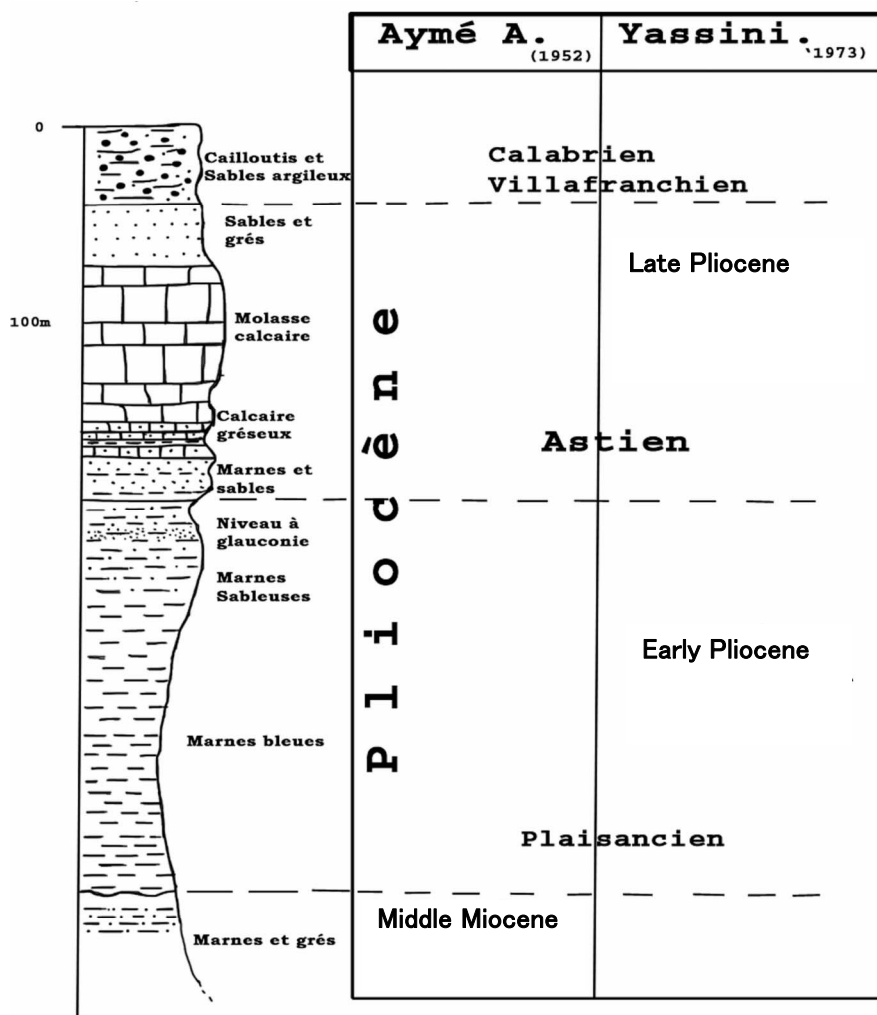 Aymé A.
(1952)
Yassini.
'1973)
0
Cailloutis et
Sables argileux
Calabrien
Villafranchien
Sables et
grés
Late Pliocene
100m
Molasse
calcaire
Pliocène
Calcaire
gréseux
Astien
Marnes et
sables
Niveau à
glauconie
Marnes
Sableuses
Early Pliocene
Marnes bleues
Plaisancien
Middle Miocene
Marnes et grés